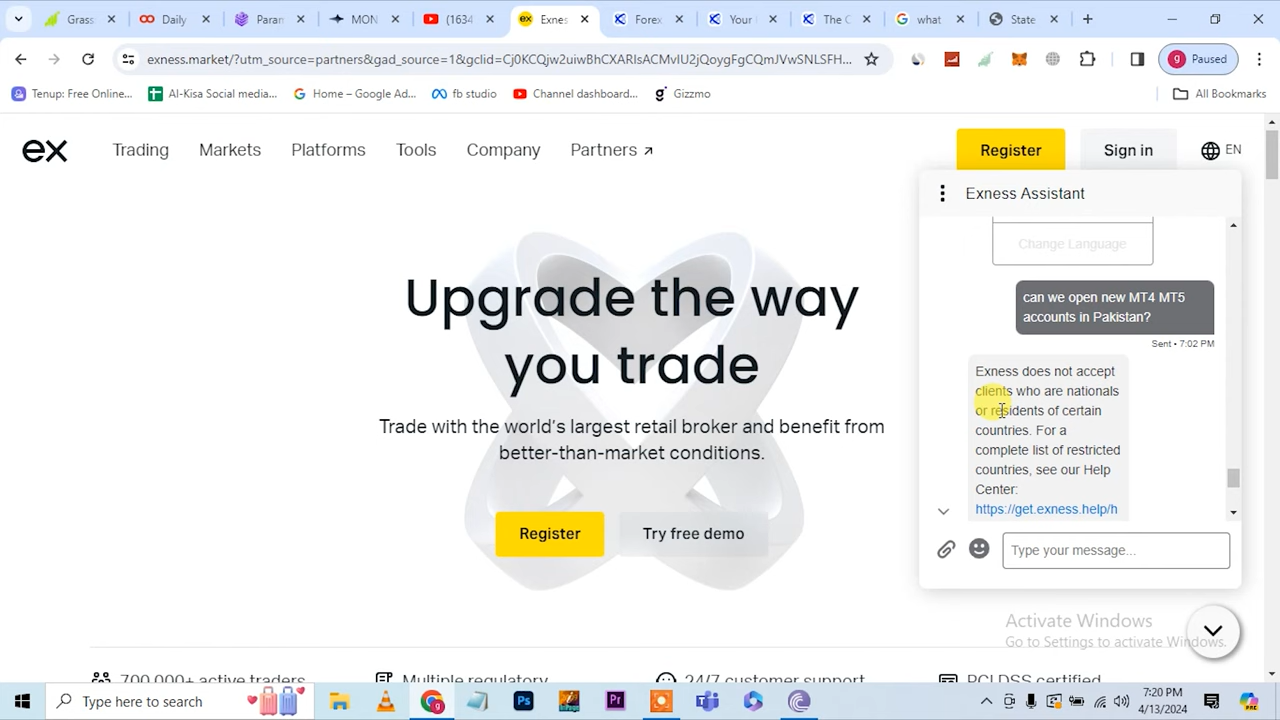 Grass
Daily
Param
MON
(1634
Exnes
Forex
Your
The C
what
State
exness.market/?utm_source=partners&gad_source=1&gclid=Cj0KCQjw2uiwBhCXARIsACMvIU2jQoygFgCQmJVwSNLSFH...
g Paused
Tenup: Free Online...
Al-Kisa Social media...
Home – Google Ad...
fb studio
Channel dashboard...
Gizzmo
All Bookmarks
ex
Trading
Markets
Platforms
Tools
Company
Partners ↗
Register
Sign in
EN
Upgrade the way
you trade
Trade with the world's largest retail broker and benefit from
better-than-market conditions.
Register
Try free demo
Exness Assistant
Change Language
can we open new MT4 MT5
accounts in Pakistan?
Sent • 7:02 PM
Exness does not accept
clients who are nationals
or residents of certain
countries. For a
complete list of restricted
countries, see our Help
Center:
https://get.exness.help/h
Type your message...
Activate Windows
Go to Settings to activate Windows.
700,000+ active traders
Multiple regulatory
24/7 customer support
PCI DSS certified
Type here to search
7:20 PM
4/13/2024